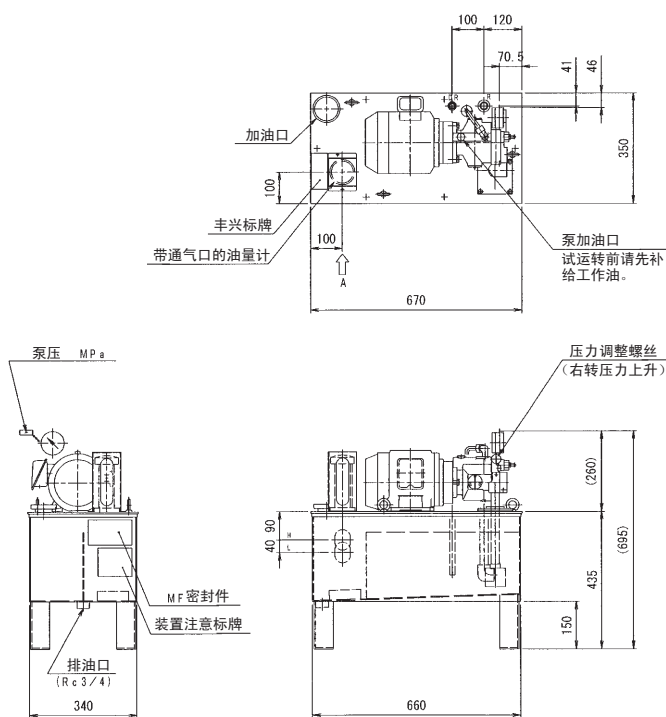 100
120
70.5
41
46
R
加油口
350
100
丰兴标牌
泵加油口
带通气口的油量计
100
试运转前请先补
给工作油。
A
670
泵压 MPa
压力调整螺丝
(右转压力上升)
(260)
(695)
90
40
H
L
435
MF密封件
装置注意标牌
150
排油口
(Rc3/4)
340
660